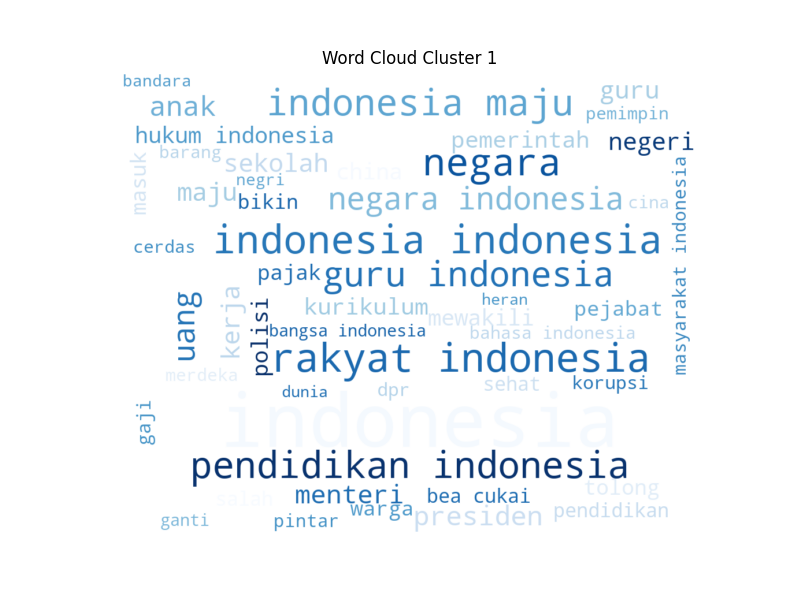 Word Cloud Cluster 1
bandara
anak
indonesia maju
guru
pemimpin
hukum indonesia
pemerintah
negeri
masuk
barang
sekolah
china
negara
negri
maju
bikin
negara indonesia
cina
masyarakat indonesia
cerdas
indonesia indonesia
pajak
guru indonesia
uang
kerja
polisi
kurikulum
heran
mewakili
pejabat
bangsa indonesia
bahasa indonesia
rakyat indonesia
merdeka
dunia
dpr
sehat
korupsi
gaji
indonesia
pendidikan indonesia
salah
menteri
bea cukai
tolong
ganti
pintar
warga
presiden
pendidikan